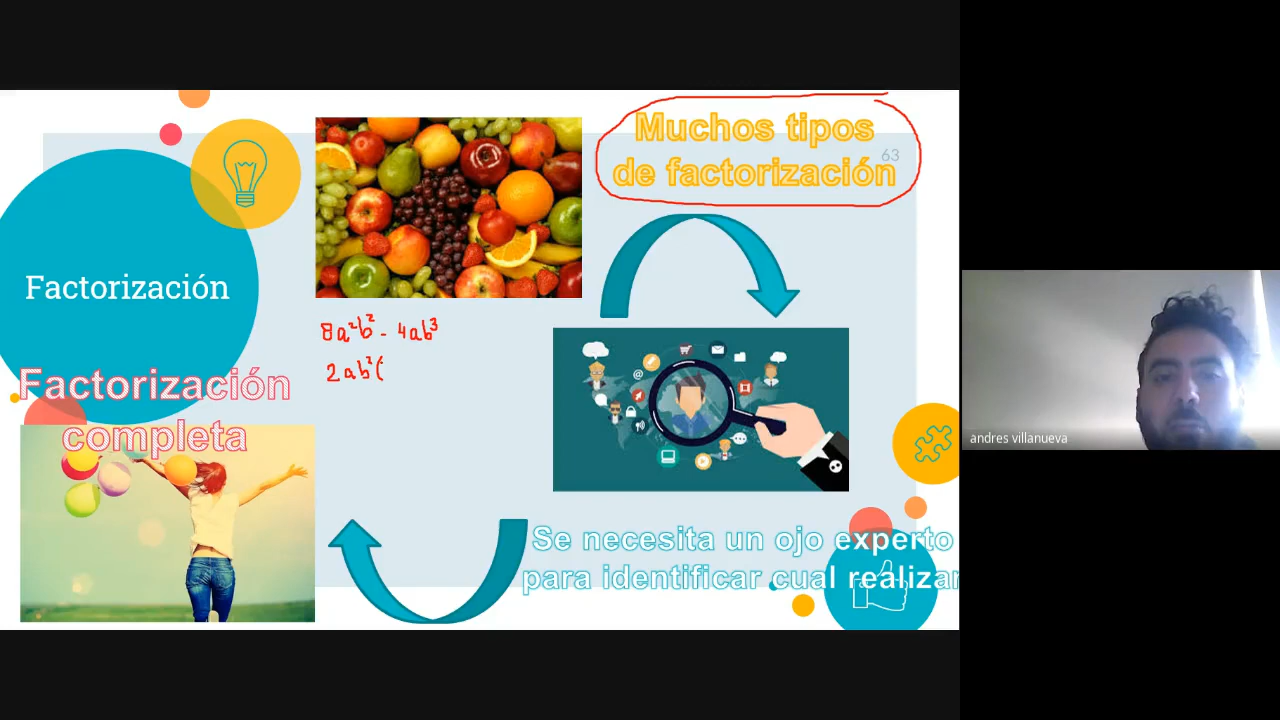 Muchos tipos
de factorización
63
Factorización
8a²b² - 4ab³
2ab²(
Factorización
completa
@
andres villanueva
Se necesita un ojo experto
para identificar cual realizar